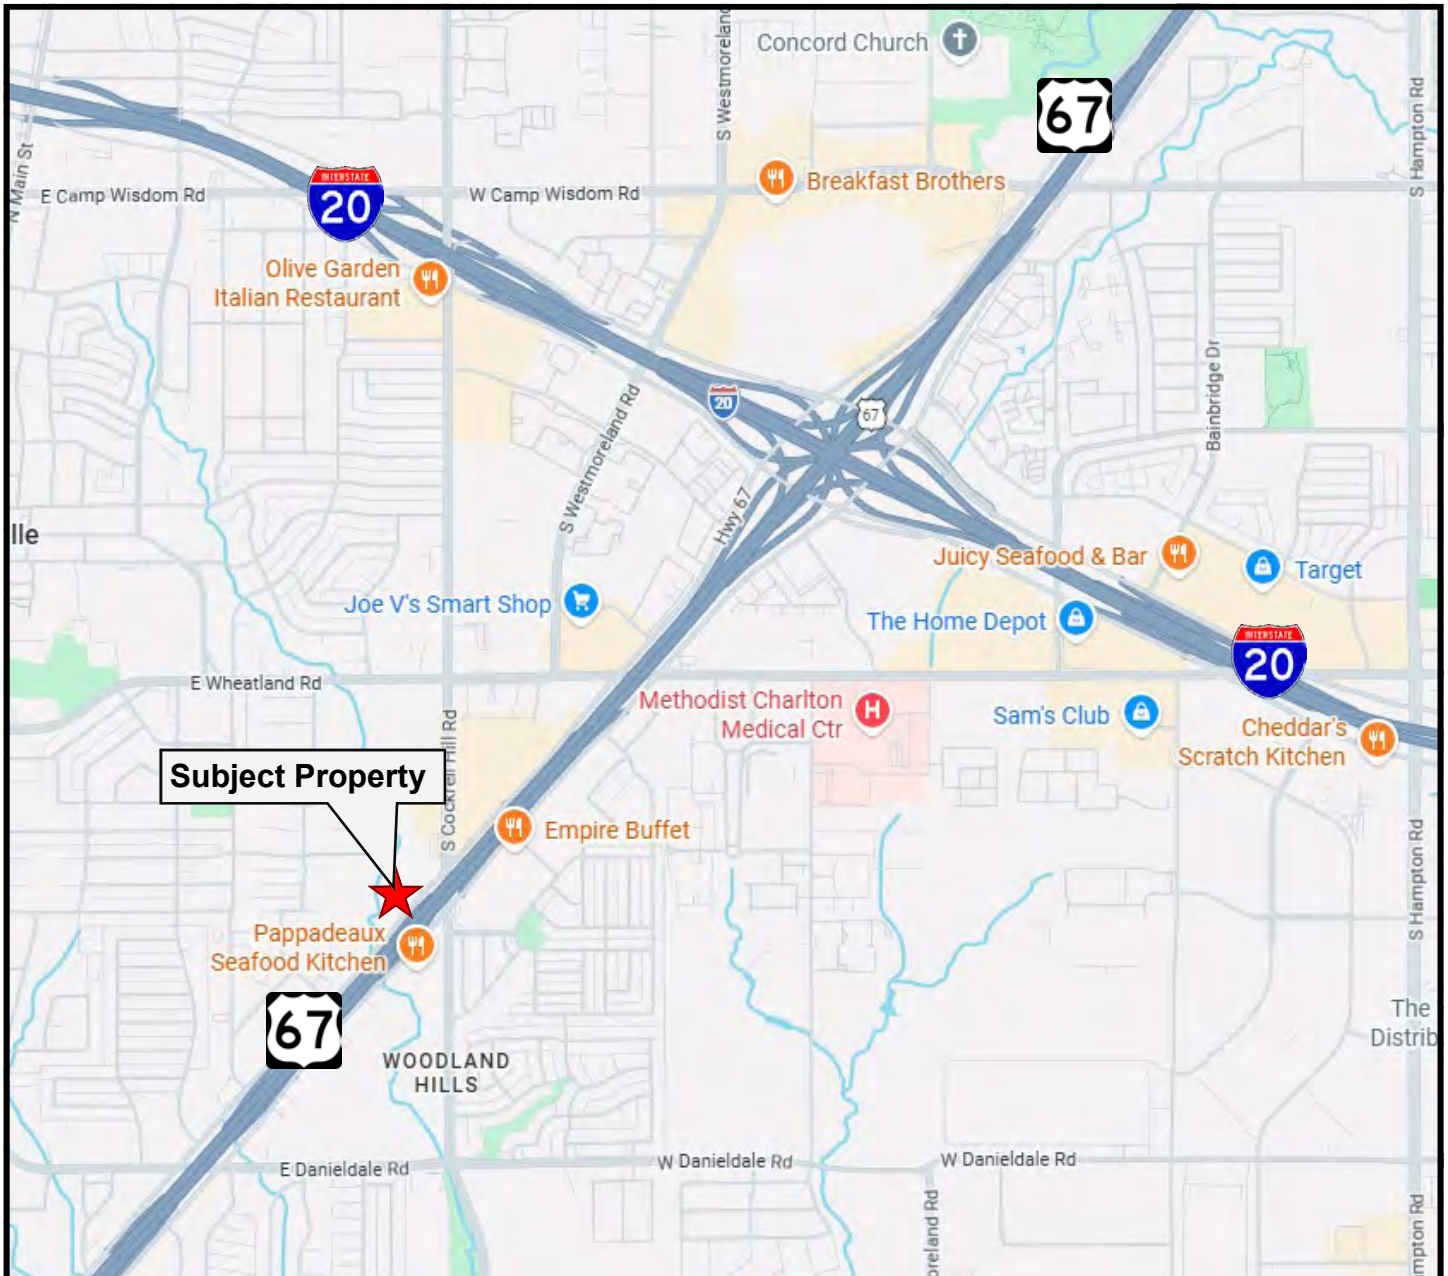 Concord Church
S Westmoreland
67
S Hampton Rd
N Main St
E Camp Wisdom Rd
INTERSTATE
20
W Camp Wisdom Rd
Breakfast Brothers
Olive Garden
Italian Restaurant
20
67
S Westmoreland Rd
Bainbridge Dr
Hwy 67
lle
Juicy Seafood & Bar
Target
Joe V's Smart Shop
The Home Depot
INTERSTATE
20
E Wheatland Rd
Methodist Charlton
Medical Ctr
H
Sam's Club
Cheddar's
Scratch Kitchen
S Cockrell Hill Rd
Subject Property
Empire Buffet
S Hampton Rd
Pappadeaux
Seafood Kitchen
67
The
Distrib
WOODLAND
HILLS
E Danieldale Rd
W Danieldale Rd
W Danieldale Rd
oreland Rd
mpton Rd